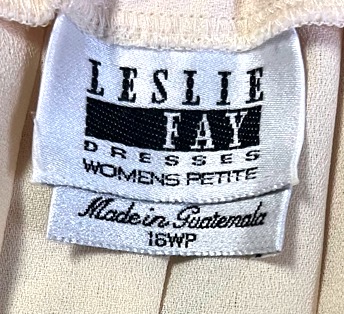 LESLIE
FAY
DRESSES
WOMENS PETITE
Made in Guatemala
16WP